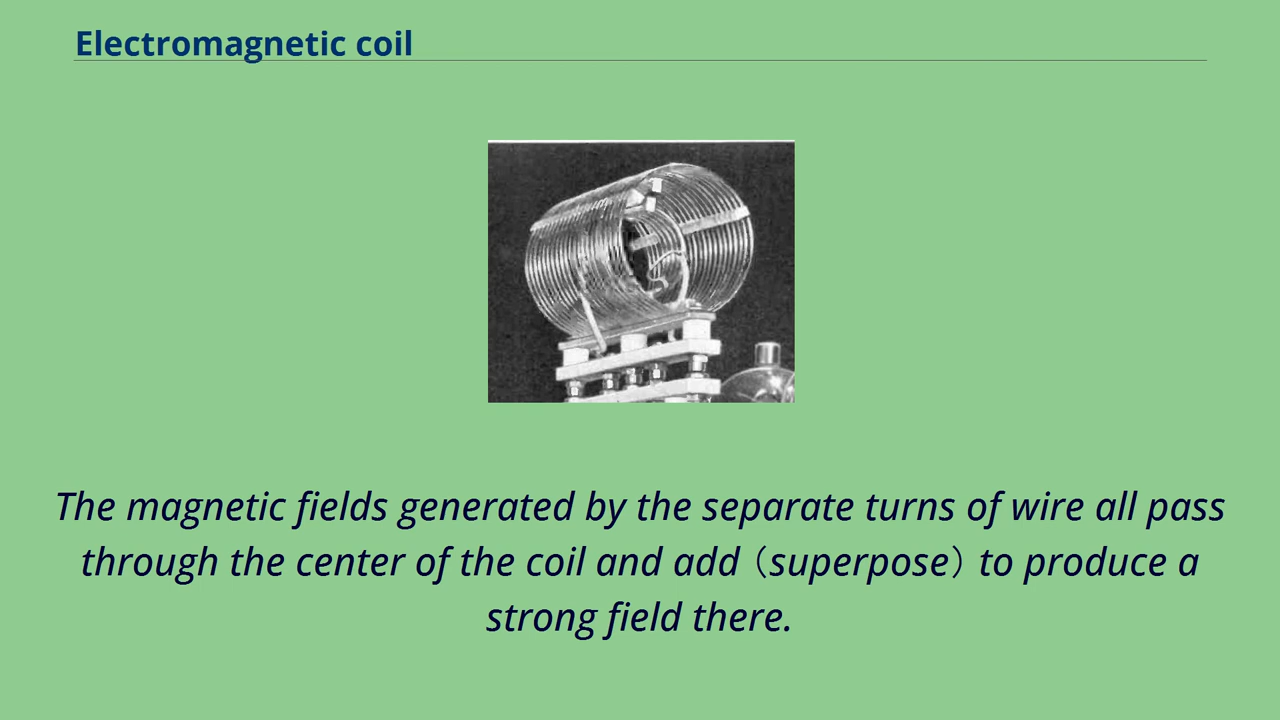 Electromagnetic coil
The magnetic fields generated by the separate turns of wire all pass
through the center of the coil and add（superpose）to produce a
strong field there.